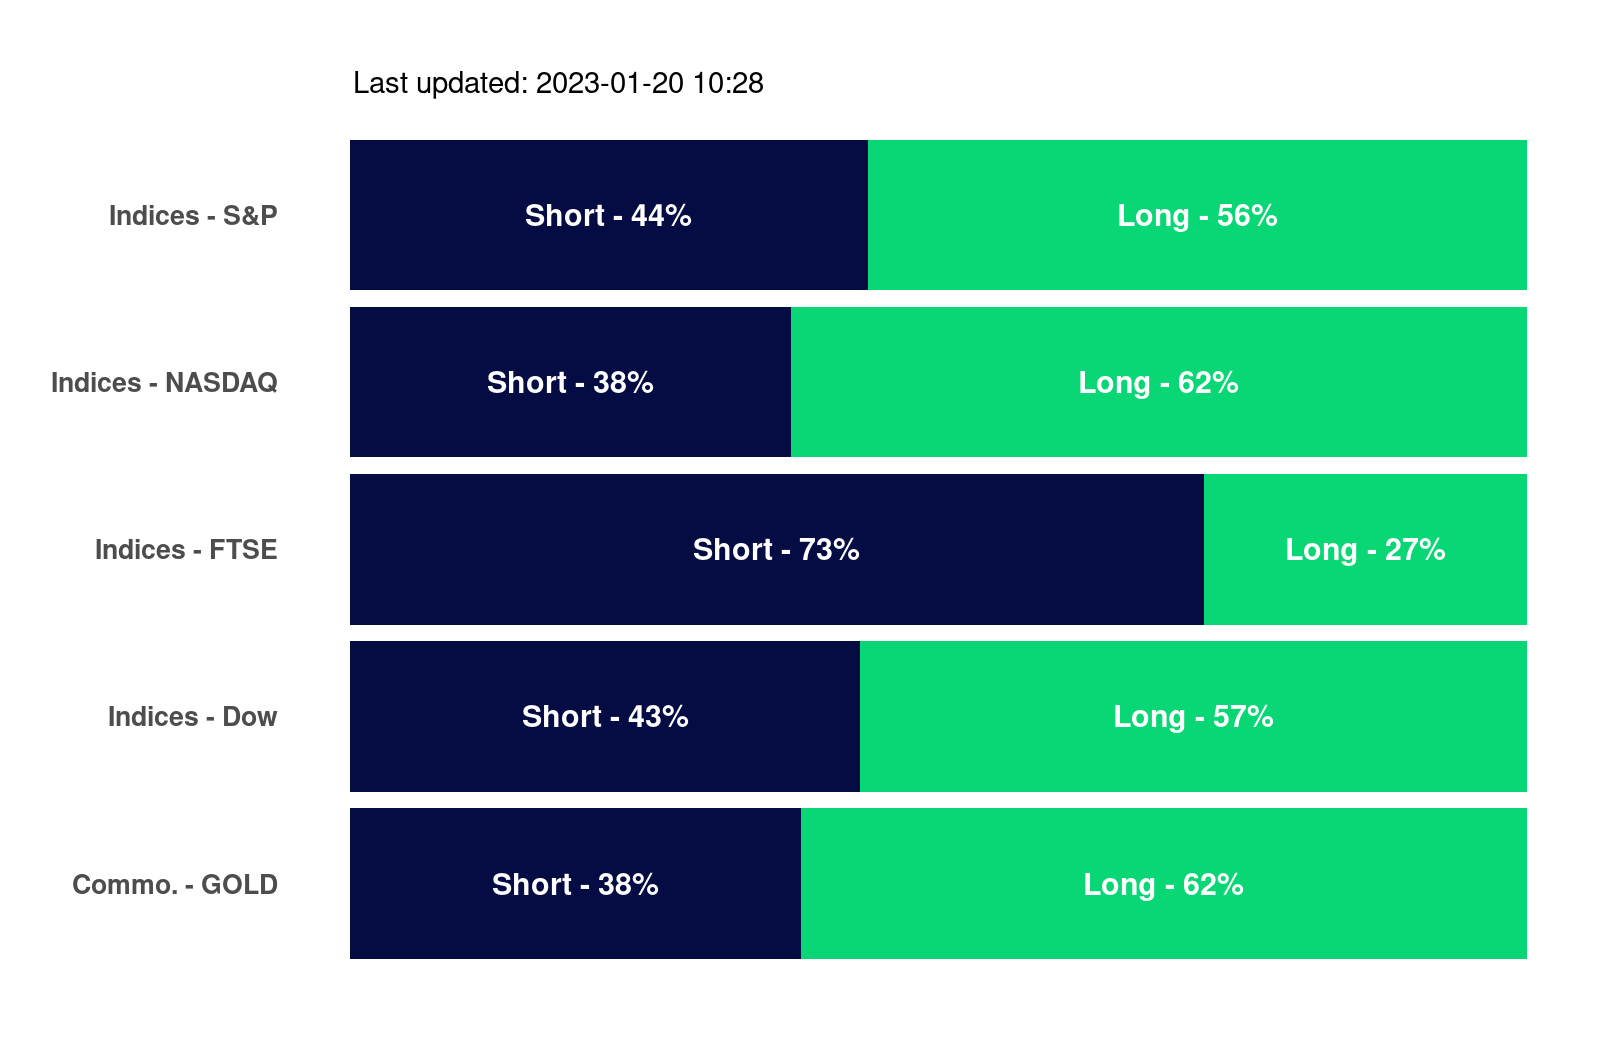 Last updated: 2023-01-20 10:28
Indices - S&P Short - 44% Long - 56%
Indices - NASDAQ Short - 38% Long - 62%
Indices - FTSE Short - 73% Long - 27%
Indices - Dow Short - 43% Long - 57%
Commo. - GOLD Short - 38% Long - 62%